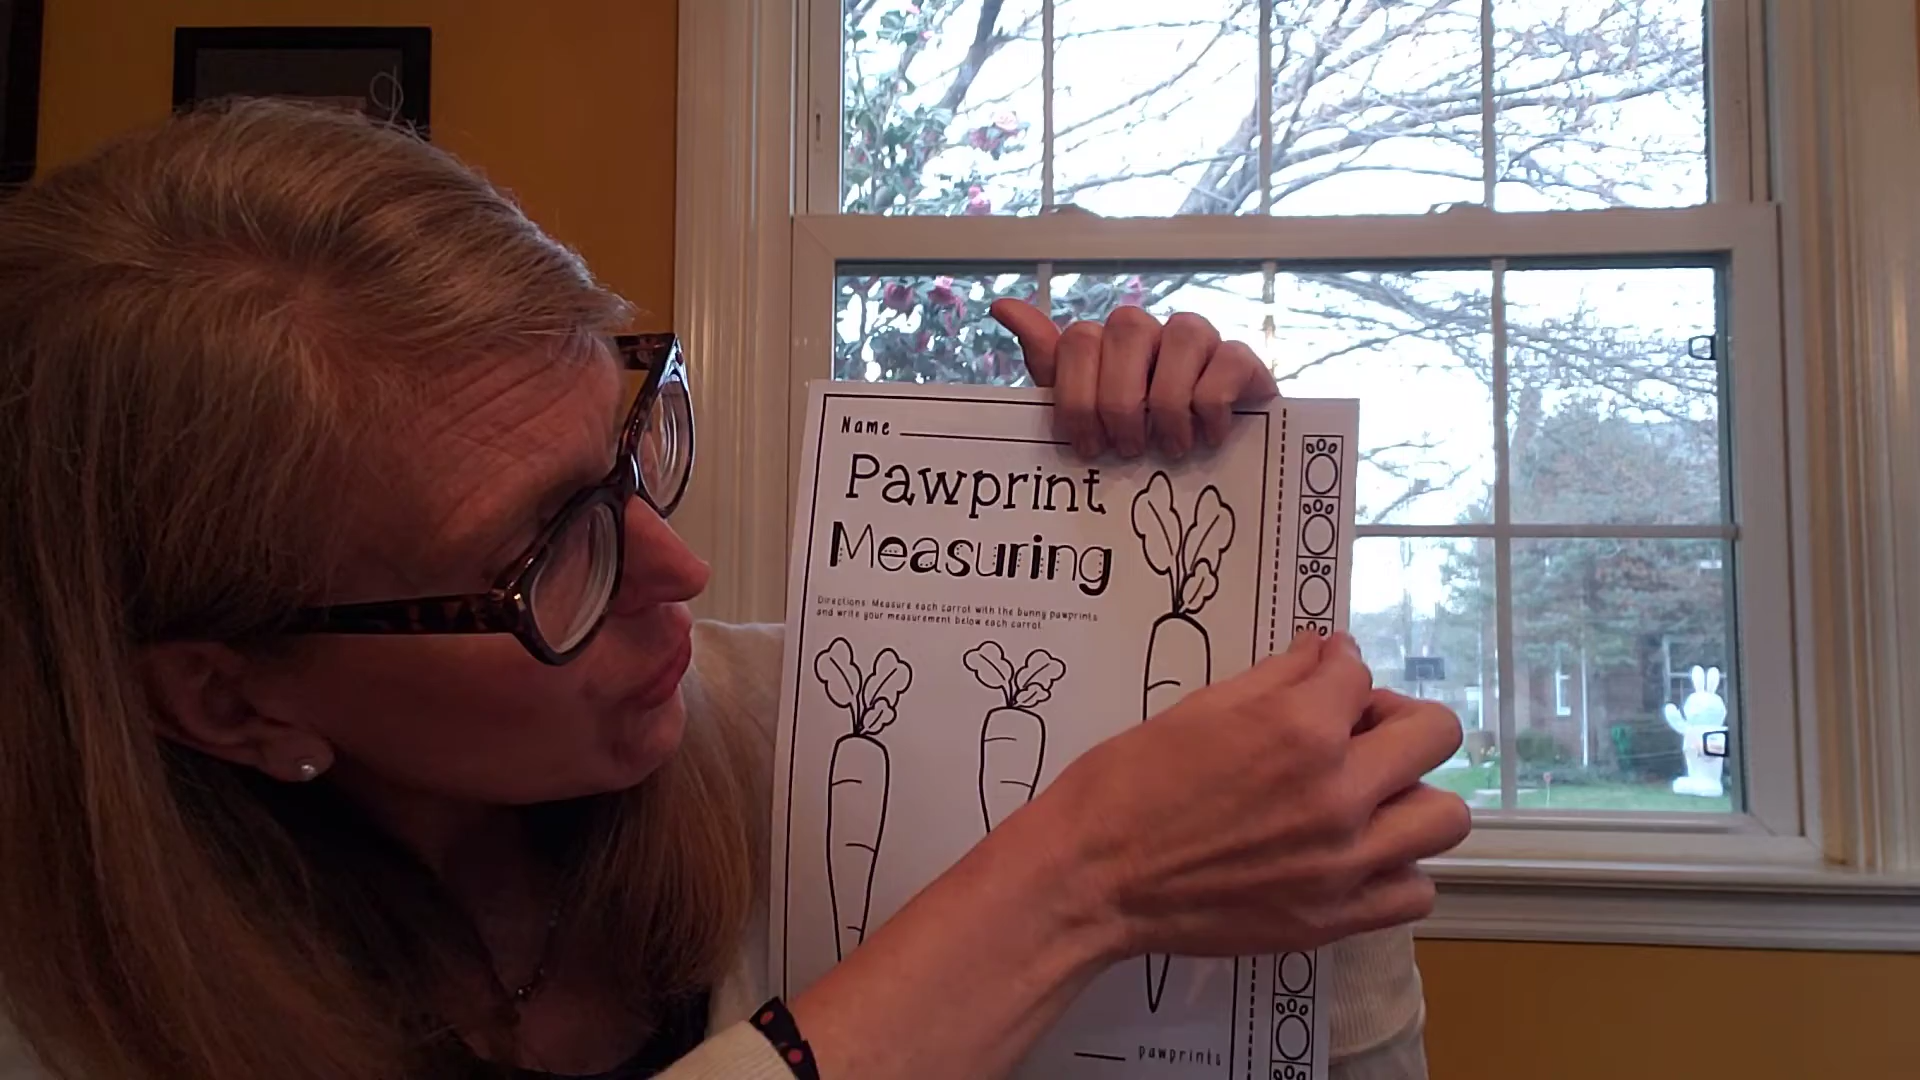 Name
Pawprint
Measuring
Directions: Measure each carrot with the bunny pawprints
and write your measurement below each carrot.
pawprints